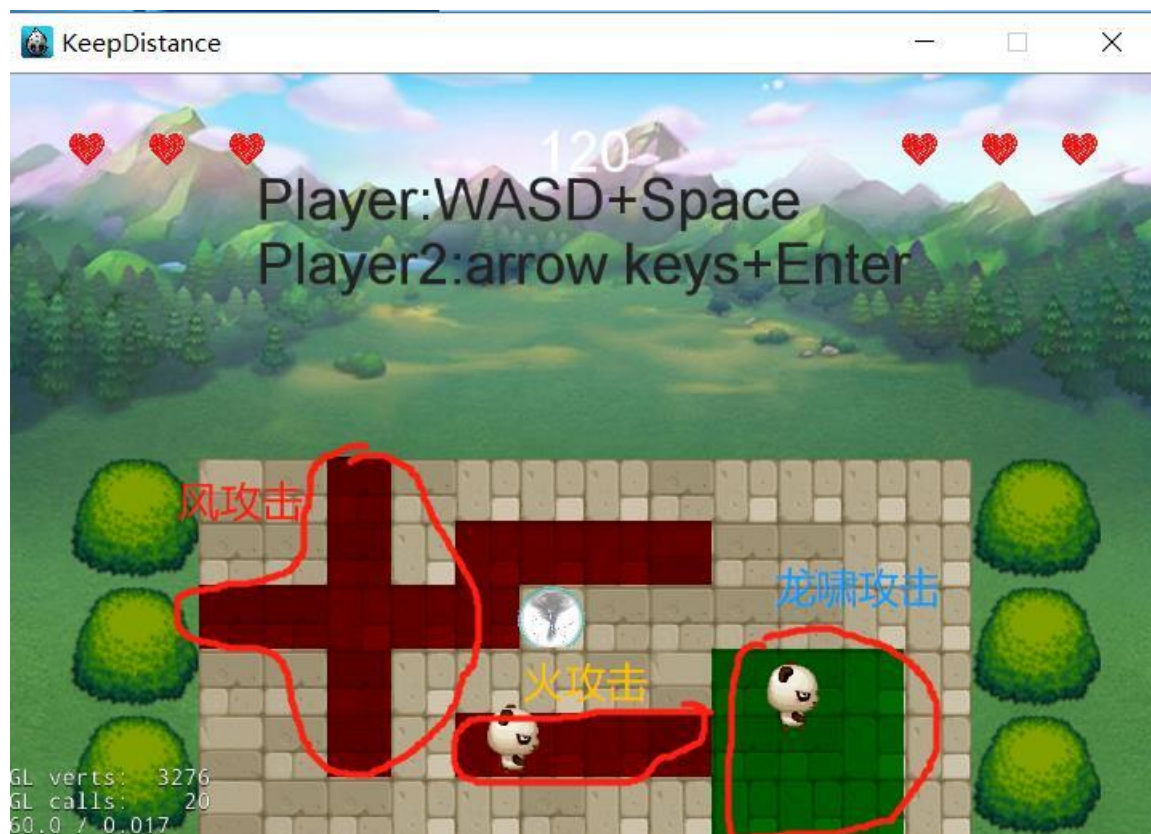 KeepDistance
120
Player:WASD+Space
Player2:arrow keys+Enter
风攻击
龙啸攻击
火攻击
GL verts: 3276
GL calls: 20
60.0 / 0.017